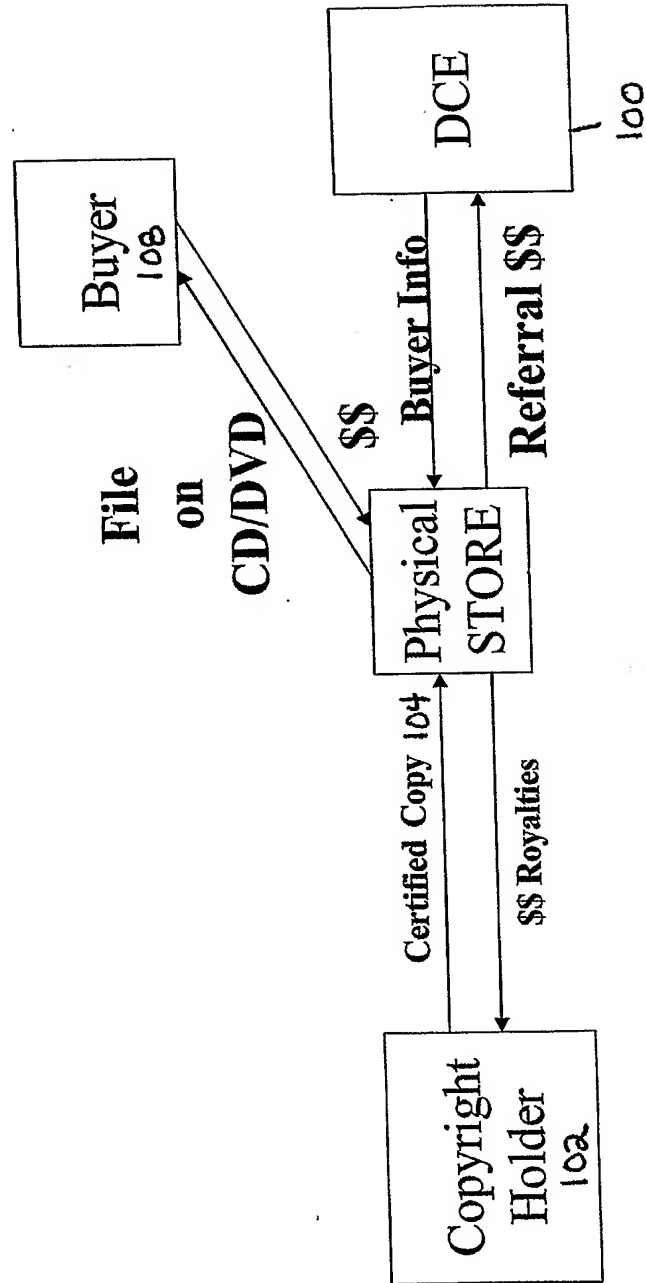 Buyer
108
File
on
CD/DVD
$$
Buyer Info
DCE
100
Referral $$
Physical
STORE
Certified Copy 104
$$ Royalties
Copyright
Holder
102